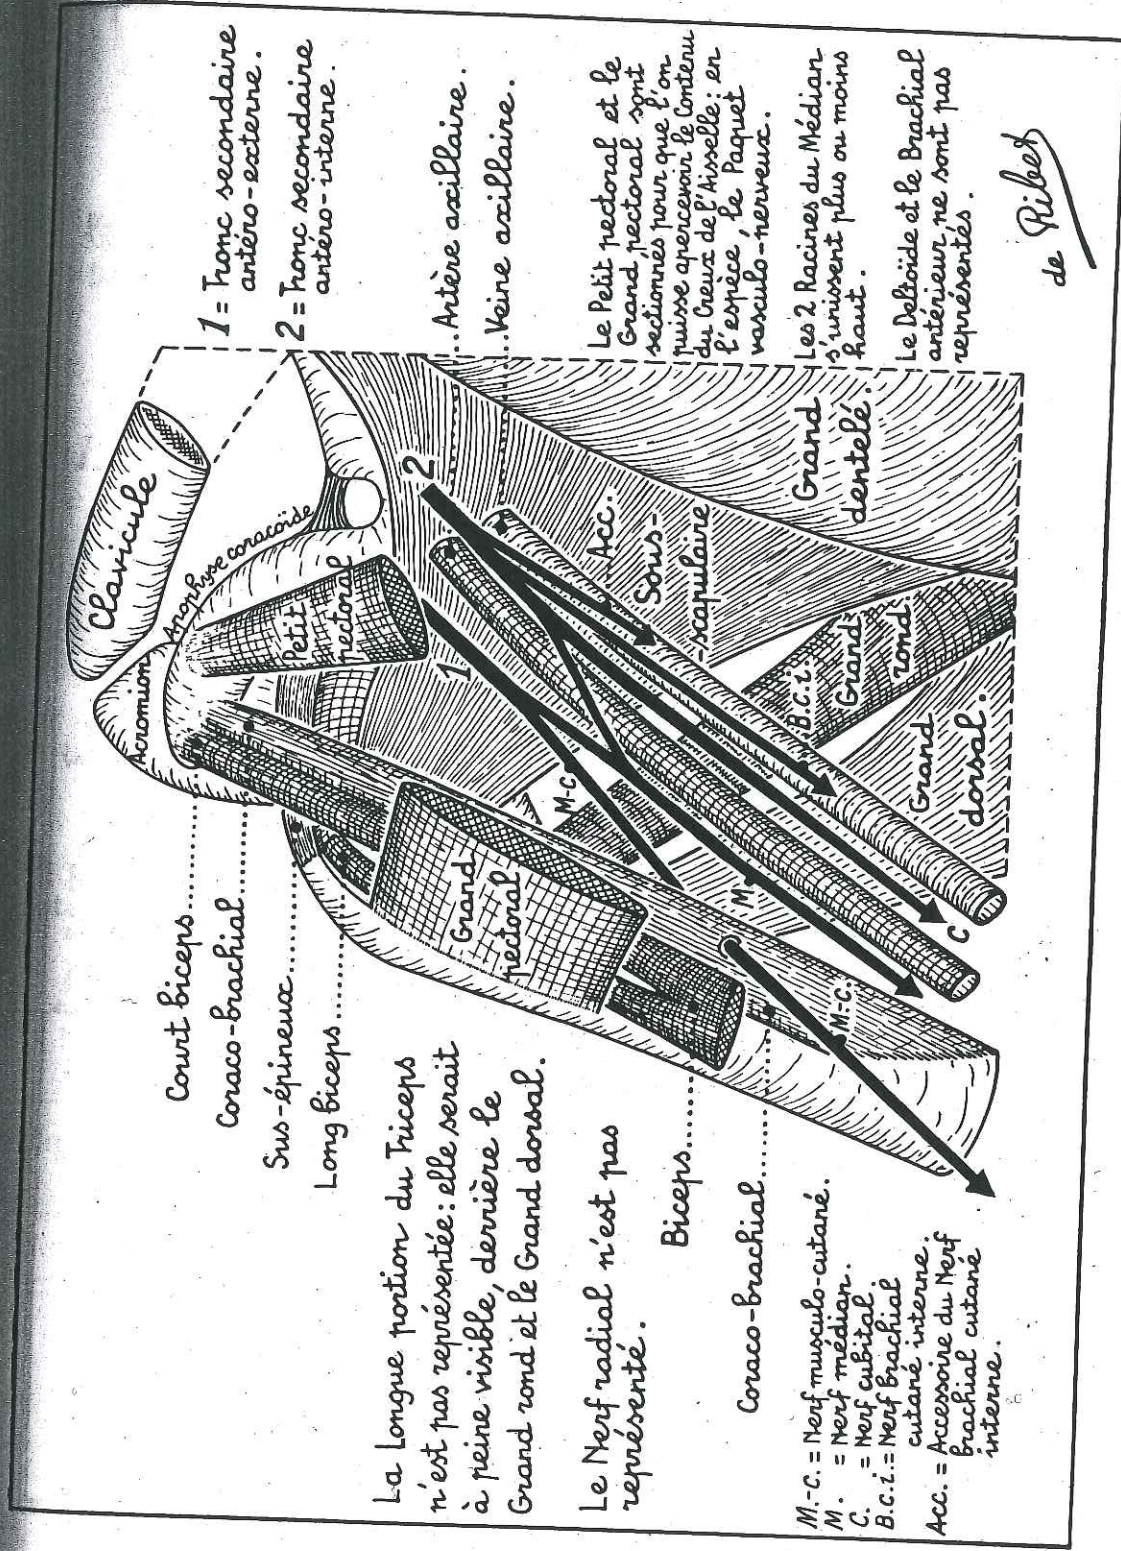 Court biceps
Coraco-brachial
Sus-épineux
Long biceps
La Longue portion du Triceps
n'est pas représentée: elle serait
à peine visible, derrière le
Grand rond et le Grand dorsal.
Le Nerf radial n'est pas
représenté.
Biceps
Coraco-brachial
M.-C. = Nerf musculo-cutané.
M. = Nerf médian.
C. = Nerf cubital.
B.c.i. = Nerf brachial
cutané interne.
Acc. = Accessoire du Nerf
brachial cutané
interne.
Clavicule
Acromion
Apophyse coracoïde
Petit
pectoral
Grand
pectoral
1
2
M-C.
M.
M.-C.
C
Acc.
Sous-
scapulaire
B.c.i.
Grand
rond
Grand
dorsal.
Grand
dentelé.
1 = Tronc secondaire
antéro-externe.
2 = Tronc secondaire
antéro-interne.
Artère axillaire.
Veine axillaire.
Le Petit pectoral et le
Grand pectoral sont
sectionnés pour que l'on
puisse apercevoir le Contenu
du Creux de l'Aisselle: en
l'espèce, le Paquet
vasculo-nerveux.
Les 2 Racines du Médian
s'unissent plus ou moins
haut.
Le Deltoïde et le Brachial
antérieur ne sont pas
représentés.
de Ribet